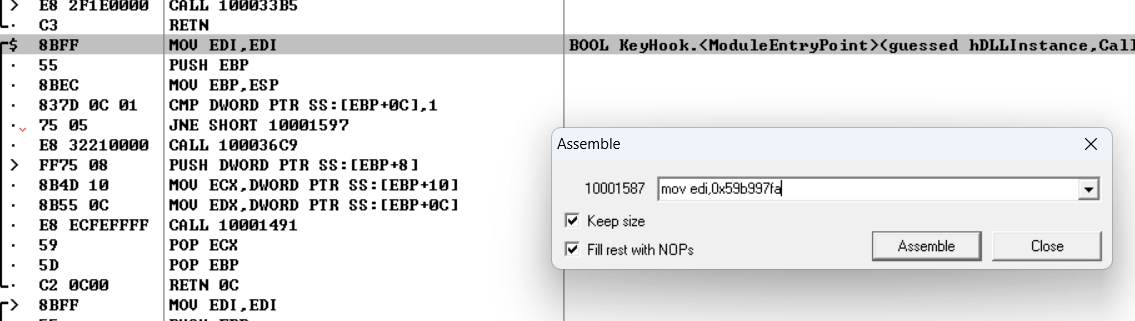 > E8 2F1E0000 CALL 100033B5
. C3 RETN
$ 8BFF MOV EDI,EDI BOOL KeyHook.<ModuleEntryPoint>(guessed hDLLInstance,Call
. 55 PUSH EBP
. 8BEC MOV EBP,ESP
. 837D 0C 01 CMP DWORD PTR SS:[EBP+0C],1
. 75 05 JNE SHORT 10001597
. E8 32210000 CALL 100036C9
> FF75 08 PUSH DWORD PTR SS:[EBP+8]
. 8B4D 10 MOV ECX,DWORD PTR SS:[EBP+10]
. 8B55 0C MOV EDX,DWORD PTR SS:[EBP+0C]
. E8 ECFEFFFF CALL 10001491
. 59 POP ECX
. 5D POP EBP
. C2 0C00 RETN 0C
> 8BFF MOV EDI,EDI
Assemble
10001587 mov edi,0x59b997fa
Keep size
Fill rest with NOPs
Assemble Close